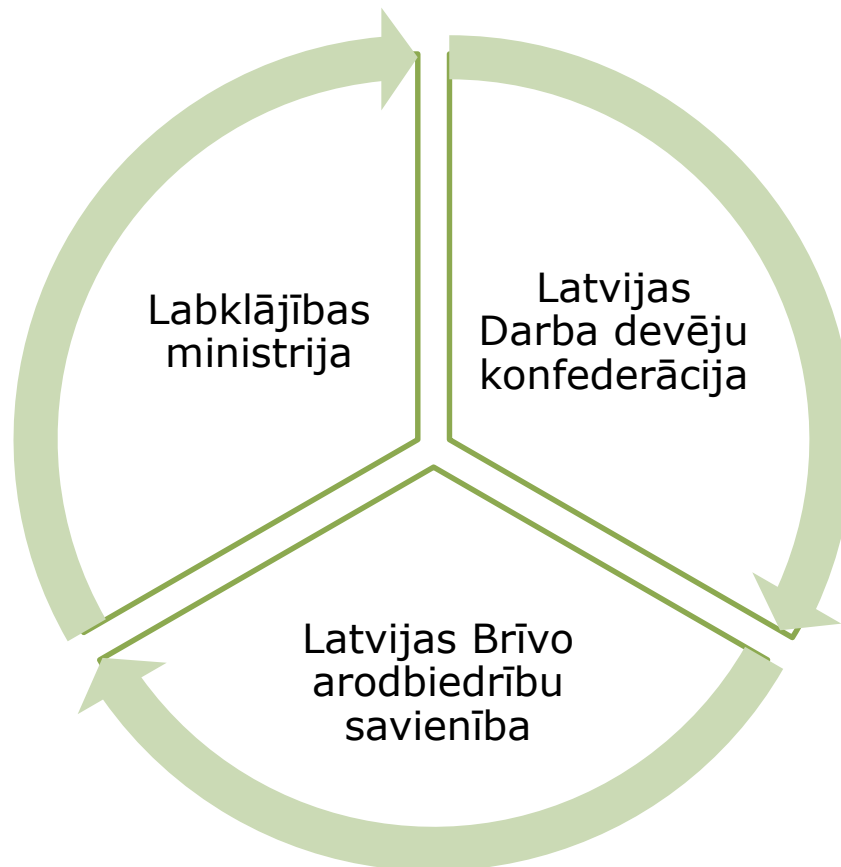 Labklājības
ministrija
Latvijas
Darba devēju
konfederācija
Latvijas Brīvo
arodbiedrību
savienība